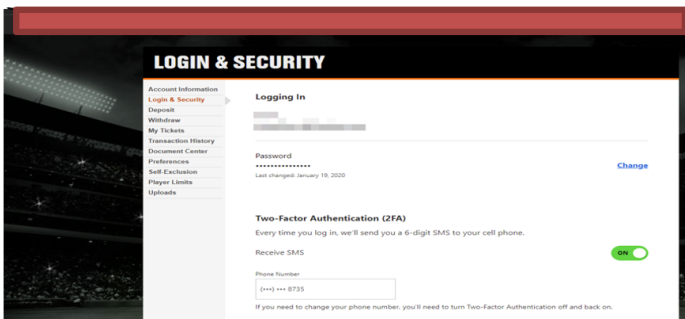 LOGIN & SECURITY
Account Information
Login & Security
Deposit
Withdraw
My Tickets
Transaction History
Document Center
Preferences
Self-Exclusion
Player Limits
Uploads
Logging In
Password
•••••••••••••••
Change
Last changed: January 19, 2020
Two-Factor Authentication (2FA)
Every time you log in, we'll send you a 6-digit SMS to your cell phone.
Receive SMS
ON
Phone Number
(•••) ••• 8735
If you need to change your phone number, you'll need to turn Two-Factor Authentication off and back on.